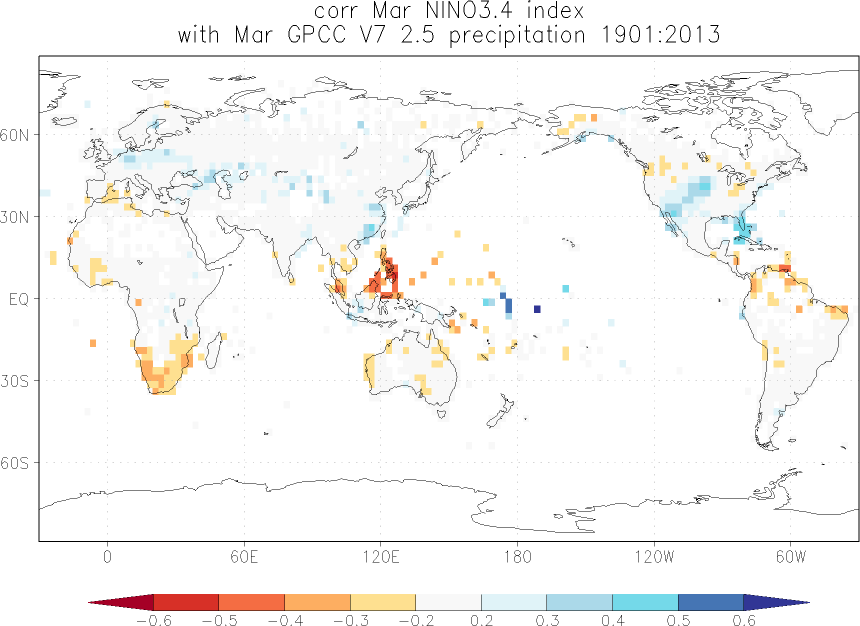 corr Mar NINO3.4 index
with Mar GPCC V7 2.5 precipitation 1901:2013
60N
30N
EQ
30S
60S
0 60E 120E 180 120W 60W
-0.6 -0.5 -0.4 -0.3 -0.2 0.2 0.3 0.4 0.5 0.6